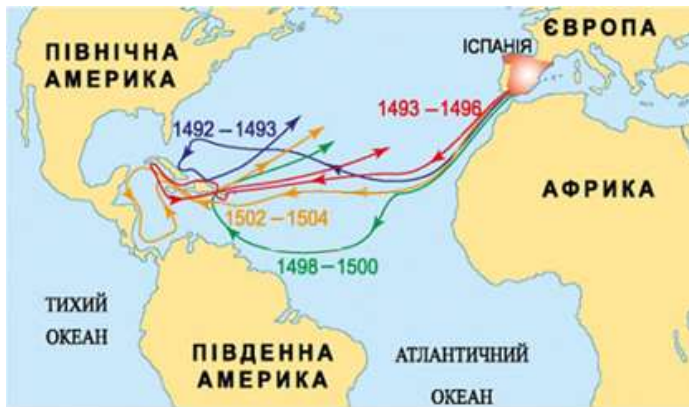 ЄВРОПА
ІСПАНІЯ
ПІВНІЧНА
АМЕРИКА
1493 – 1496
1492 – 1493
АФРИКА
1502 – 1504
1498 – 1500
ТИХИЙ
ОКЕАН
ПІВДЕННА
АМЕРИКА
АТЛАНТИЧНИЙ
ОКЕАН